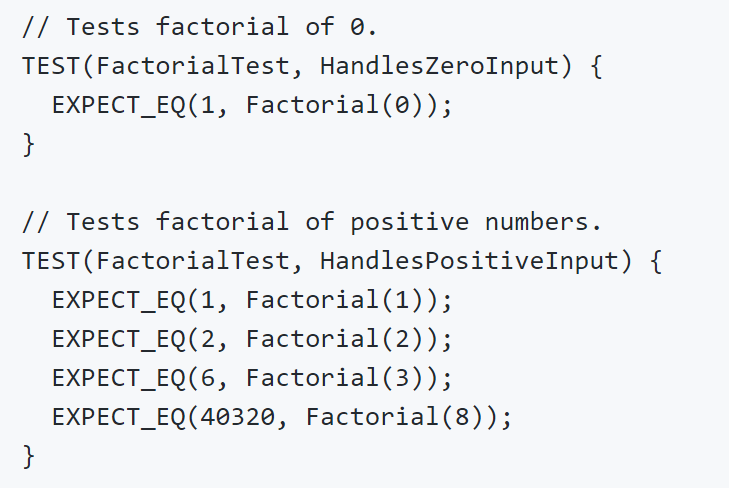 // Tests factorial of 0.
TEST(FactorialTest, HandlesZeroInput) {
  EXPECT_EQ(1, Factorial(0));
}

// Tests factorial of positive numbers.
TEST(FactorialTest, HandlesPositiveInput) {
  EXPECT_EQ(1, Factorial(1));
  EXPECT_EQ(2, Factorial(2));
  EXPECT_EQ(6, Factorial(3));
  EXPECT_EQ(40320, Factorial(8));
}